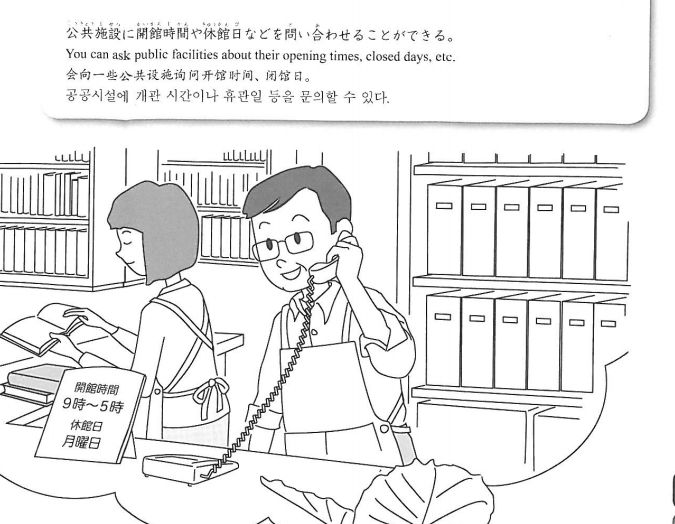 公共施設に開館時間や休館日などを問い合わせることができる。
You can ask public facilities about their opening times, closed days, etc.
会向一些公共设施询问开馆时间、闭馆日。
공공시설에 개관 시간이나 휴관일 등을 문의할 수 있다.
開館時間
9時～5時
休館日
月曜日